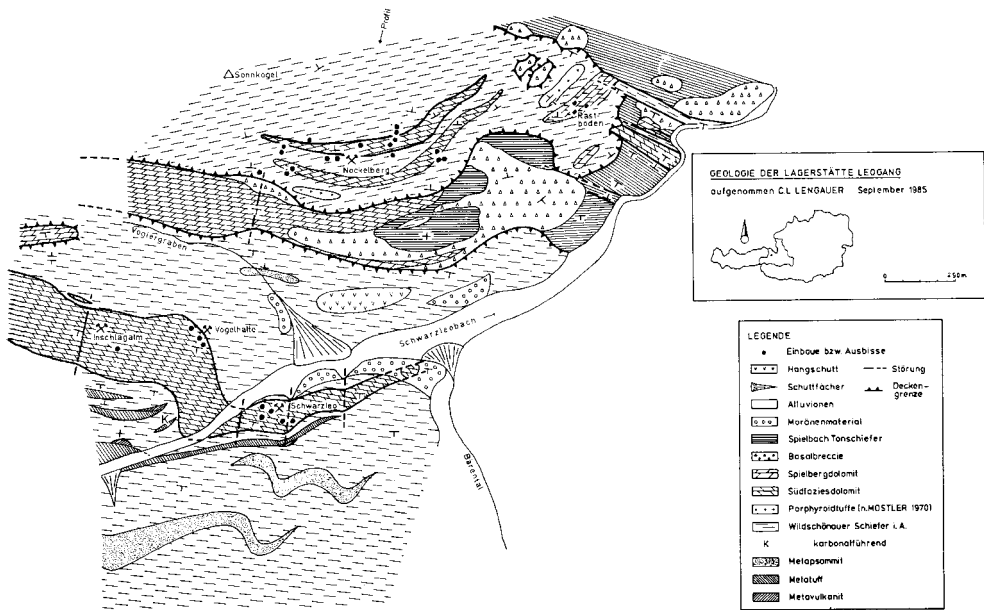 Profil
Sonnkogel
Rast-
boden
Nöckelberg
Voglergraben
Schwarzleobach
Inschlagalm
Vogelhalte
Schwarzleo
K
Bärental
GEOLOGIE DER LAGERSTÄTTE LEOGANG
aufgenommen C.L. LENGAUER September 1985
0 250m
LEGENDE
Einbaue bzw. Ausbisse
Hangschutt
Störung
Schuttfächer
Decken-
grenze
Alluvionen
Moränenmaterial
Spielbach Tonschiefer
Basalbreccie
Spielbergdolomit
Südfaziesdolomit
Porphyroidtuffe (n. MOSTLER 1970)
Wildschönauer Schiefer i. A.
K karbonatführend
Metapsammit
Metatuff
Metavulkanit